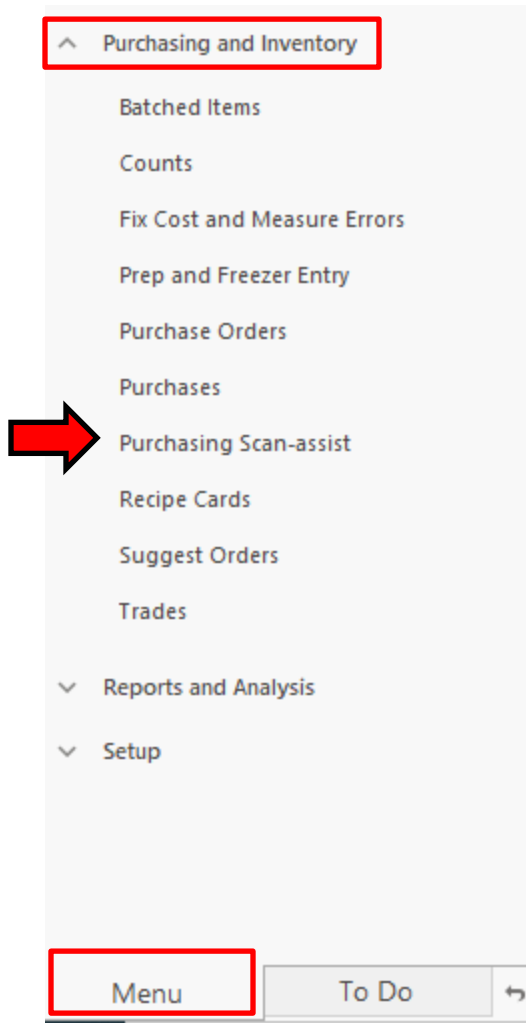 Purchasing and Inventory
Batched Items
Counts
Fix Cost and Measure Errors
Prep and Freezer Entry
Purchase Orders
Purchases
Purchasing Scan-assist
Recipe Cards
Suggest Orders
Trades
Reports and Analysis
Setup
Menu To Do